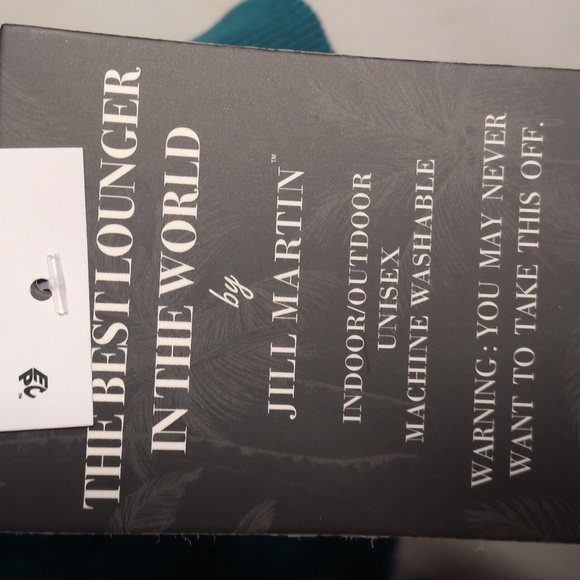 THE BEST LOUNGER
IN THE WORLD
by
JILL MARTIN™
INDOOR/OUTDOOR
UNISEX
MACHINE WASHABLE
WARNING: YOU MAY NEVER
WANT TO TAKE THIS OFF.